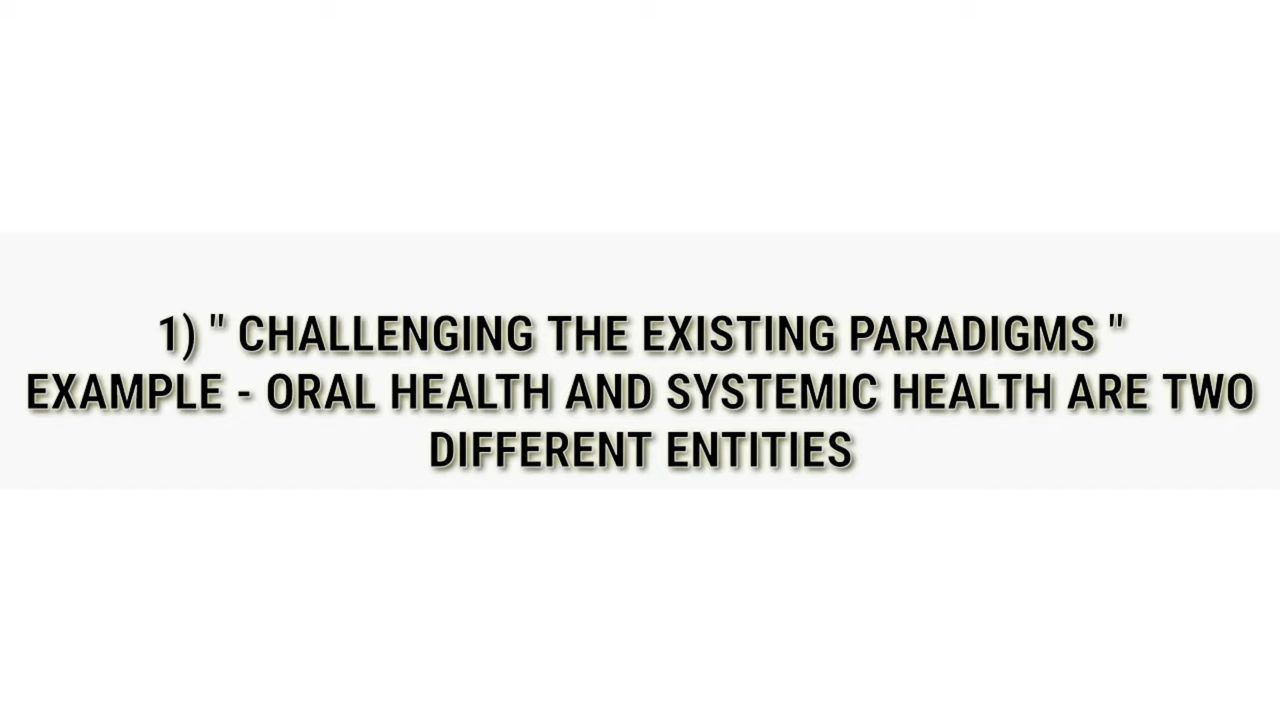 1) " CHALLENGING THE EXISTING PARADIGMS "
EXAMPLE - ORAL HEALTH AND SYSTEMIC HEALTH ARE TWO
DIFFERENT ENTITIES